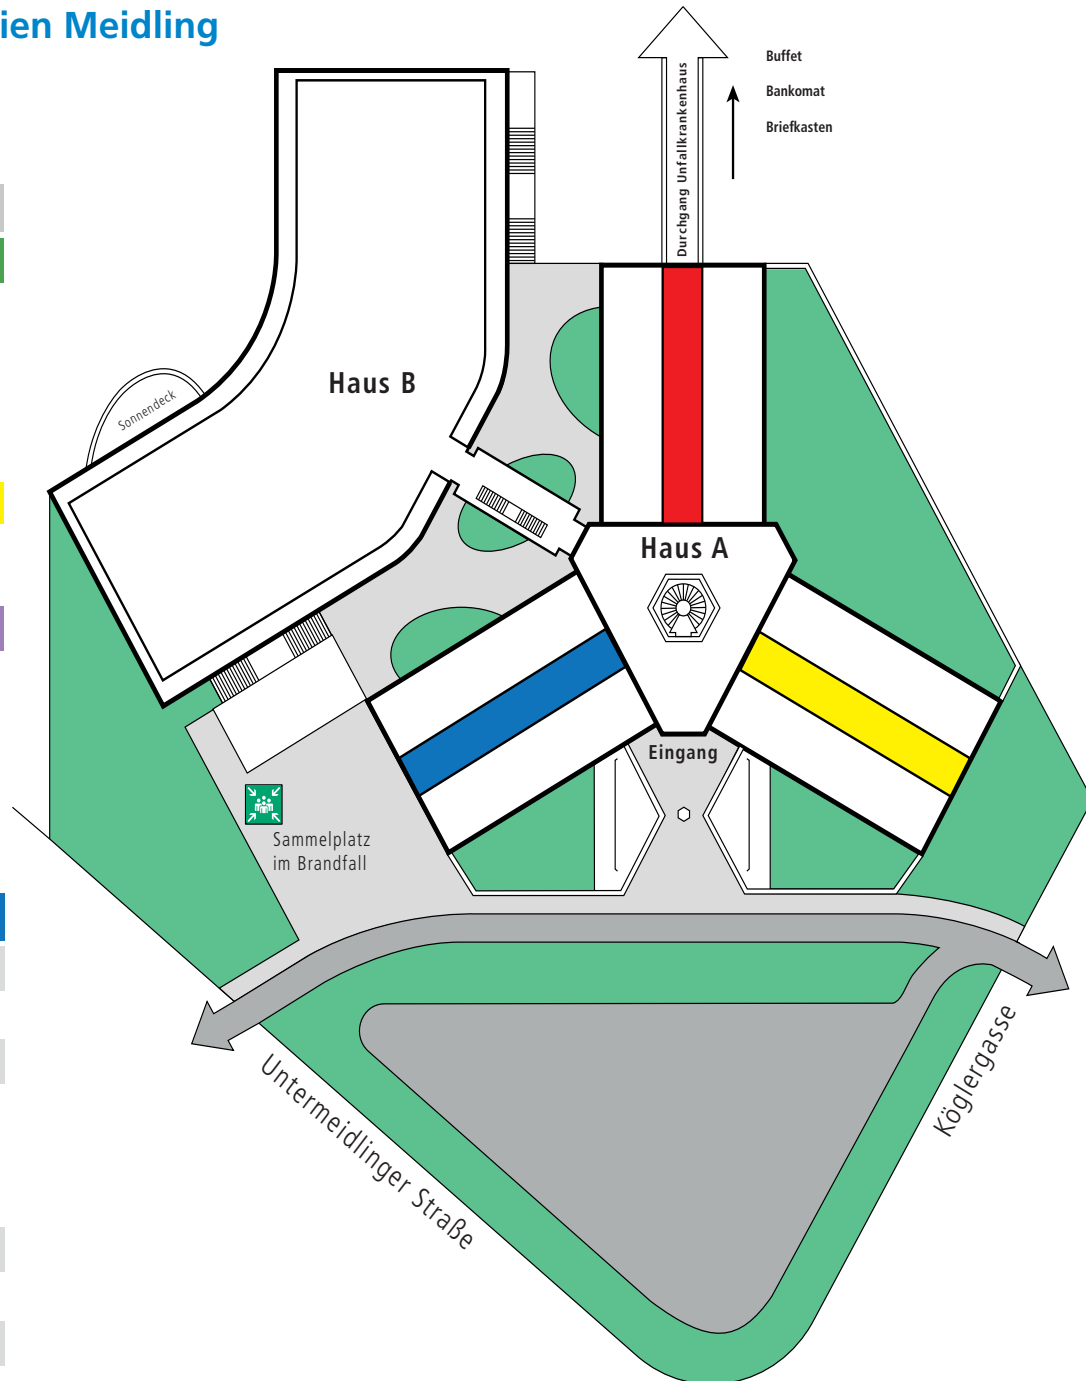 ien Meidling
Buffet
Bankomat
Briefkasten
Durchgang Unfallkrankenhaus
Haus B
Sonnendeck
Haus A
Eingang
Sammelplatz
im Brandfall
Untermeidlinger Straße
Köglergasse